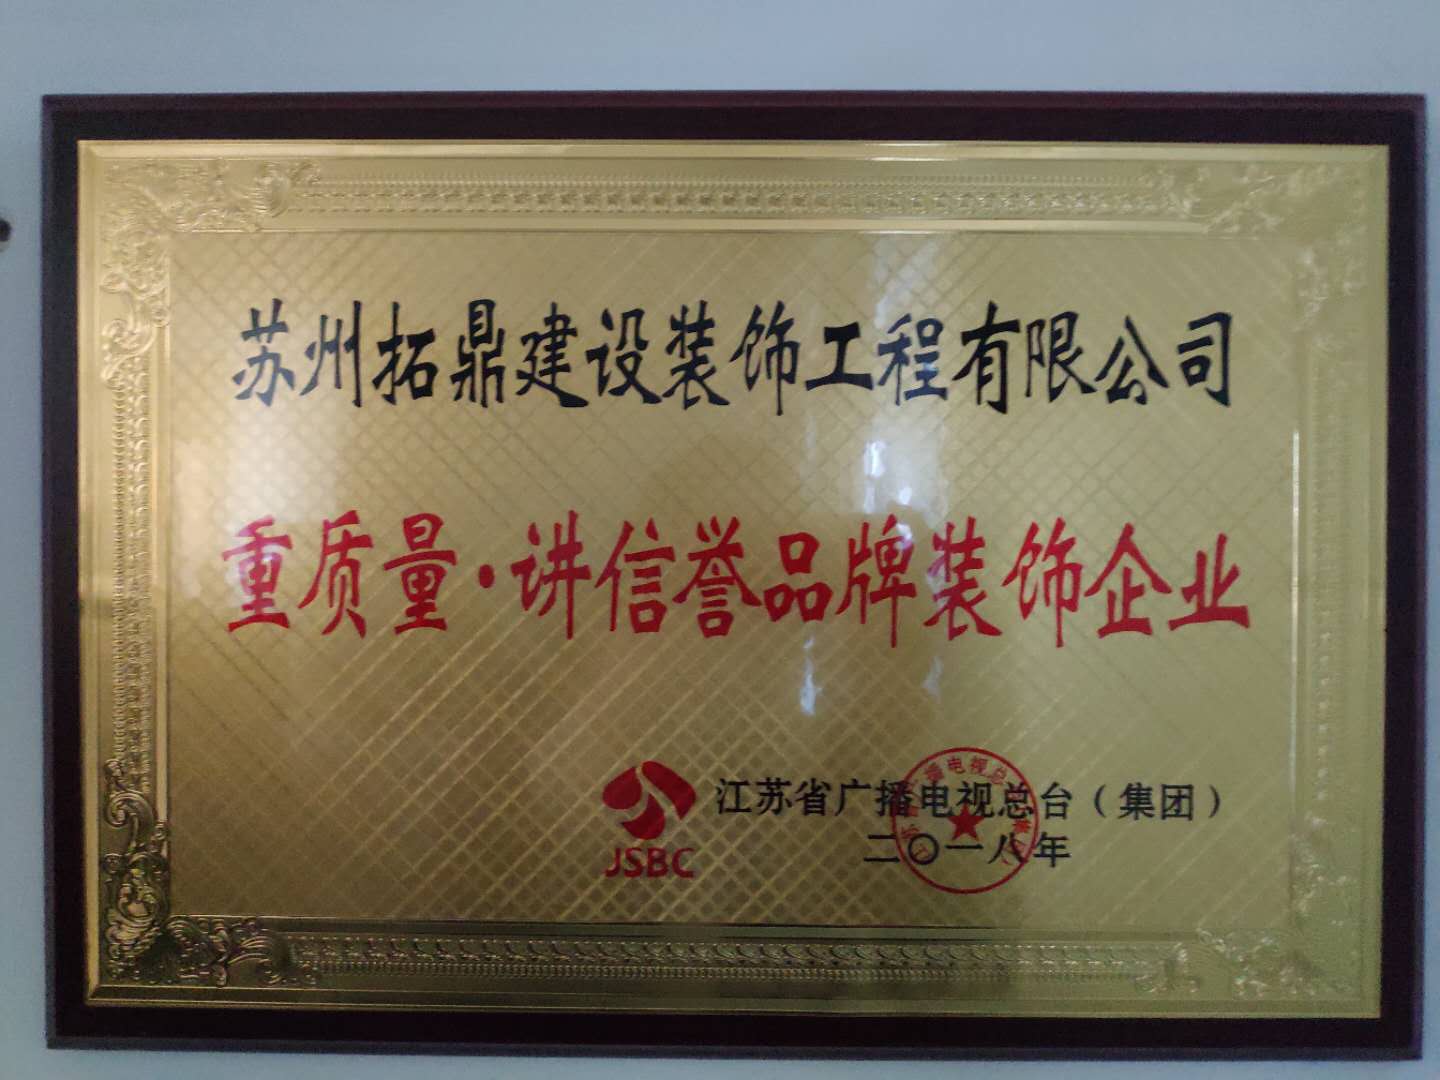 苏州拓鼎建设装饰工程有限公司
重质量·讲信誉品牌装饰企业
JSBC
江苏省广播电视总台（集团）
二〇一八年